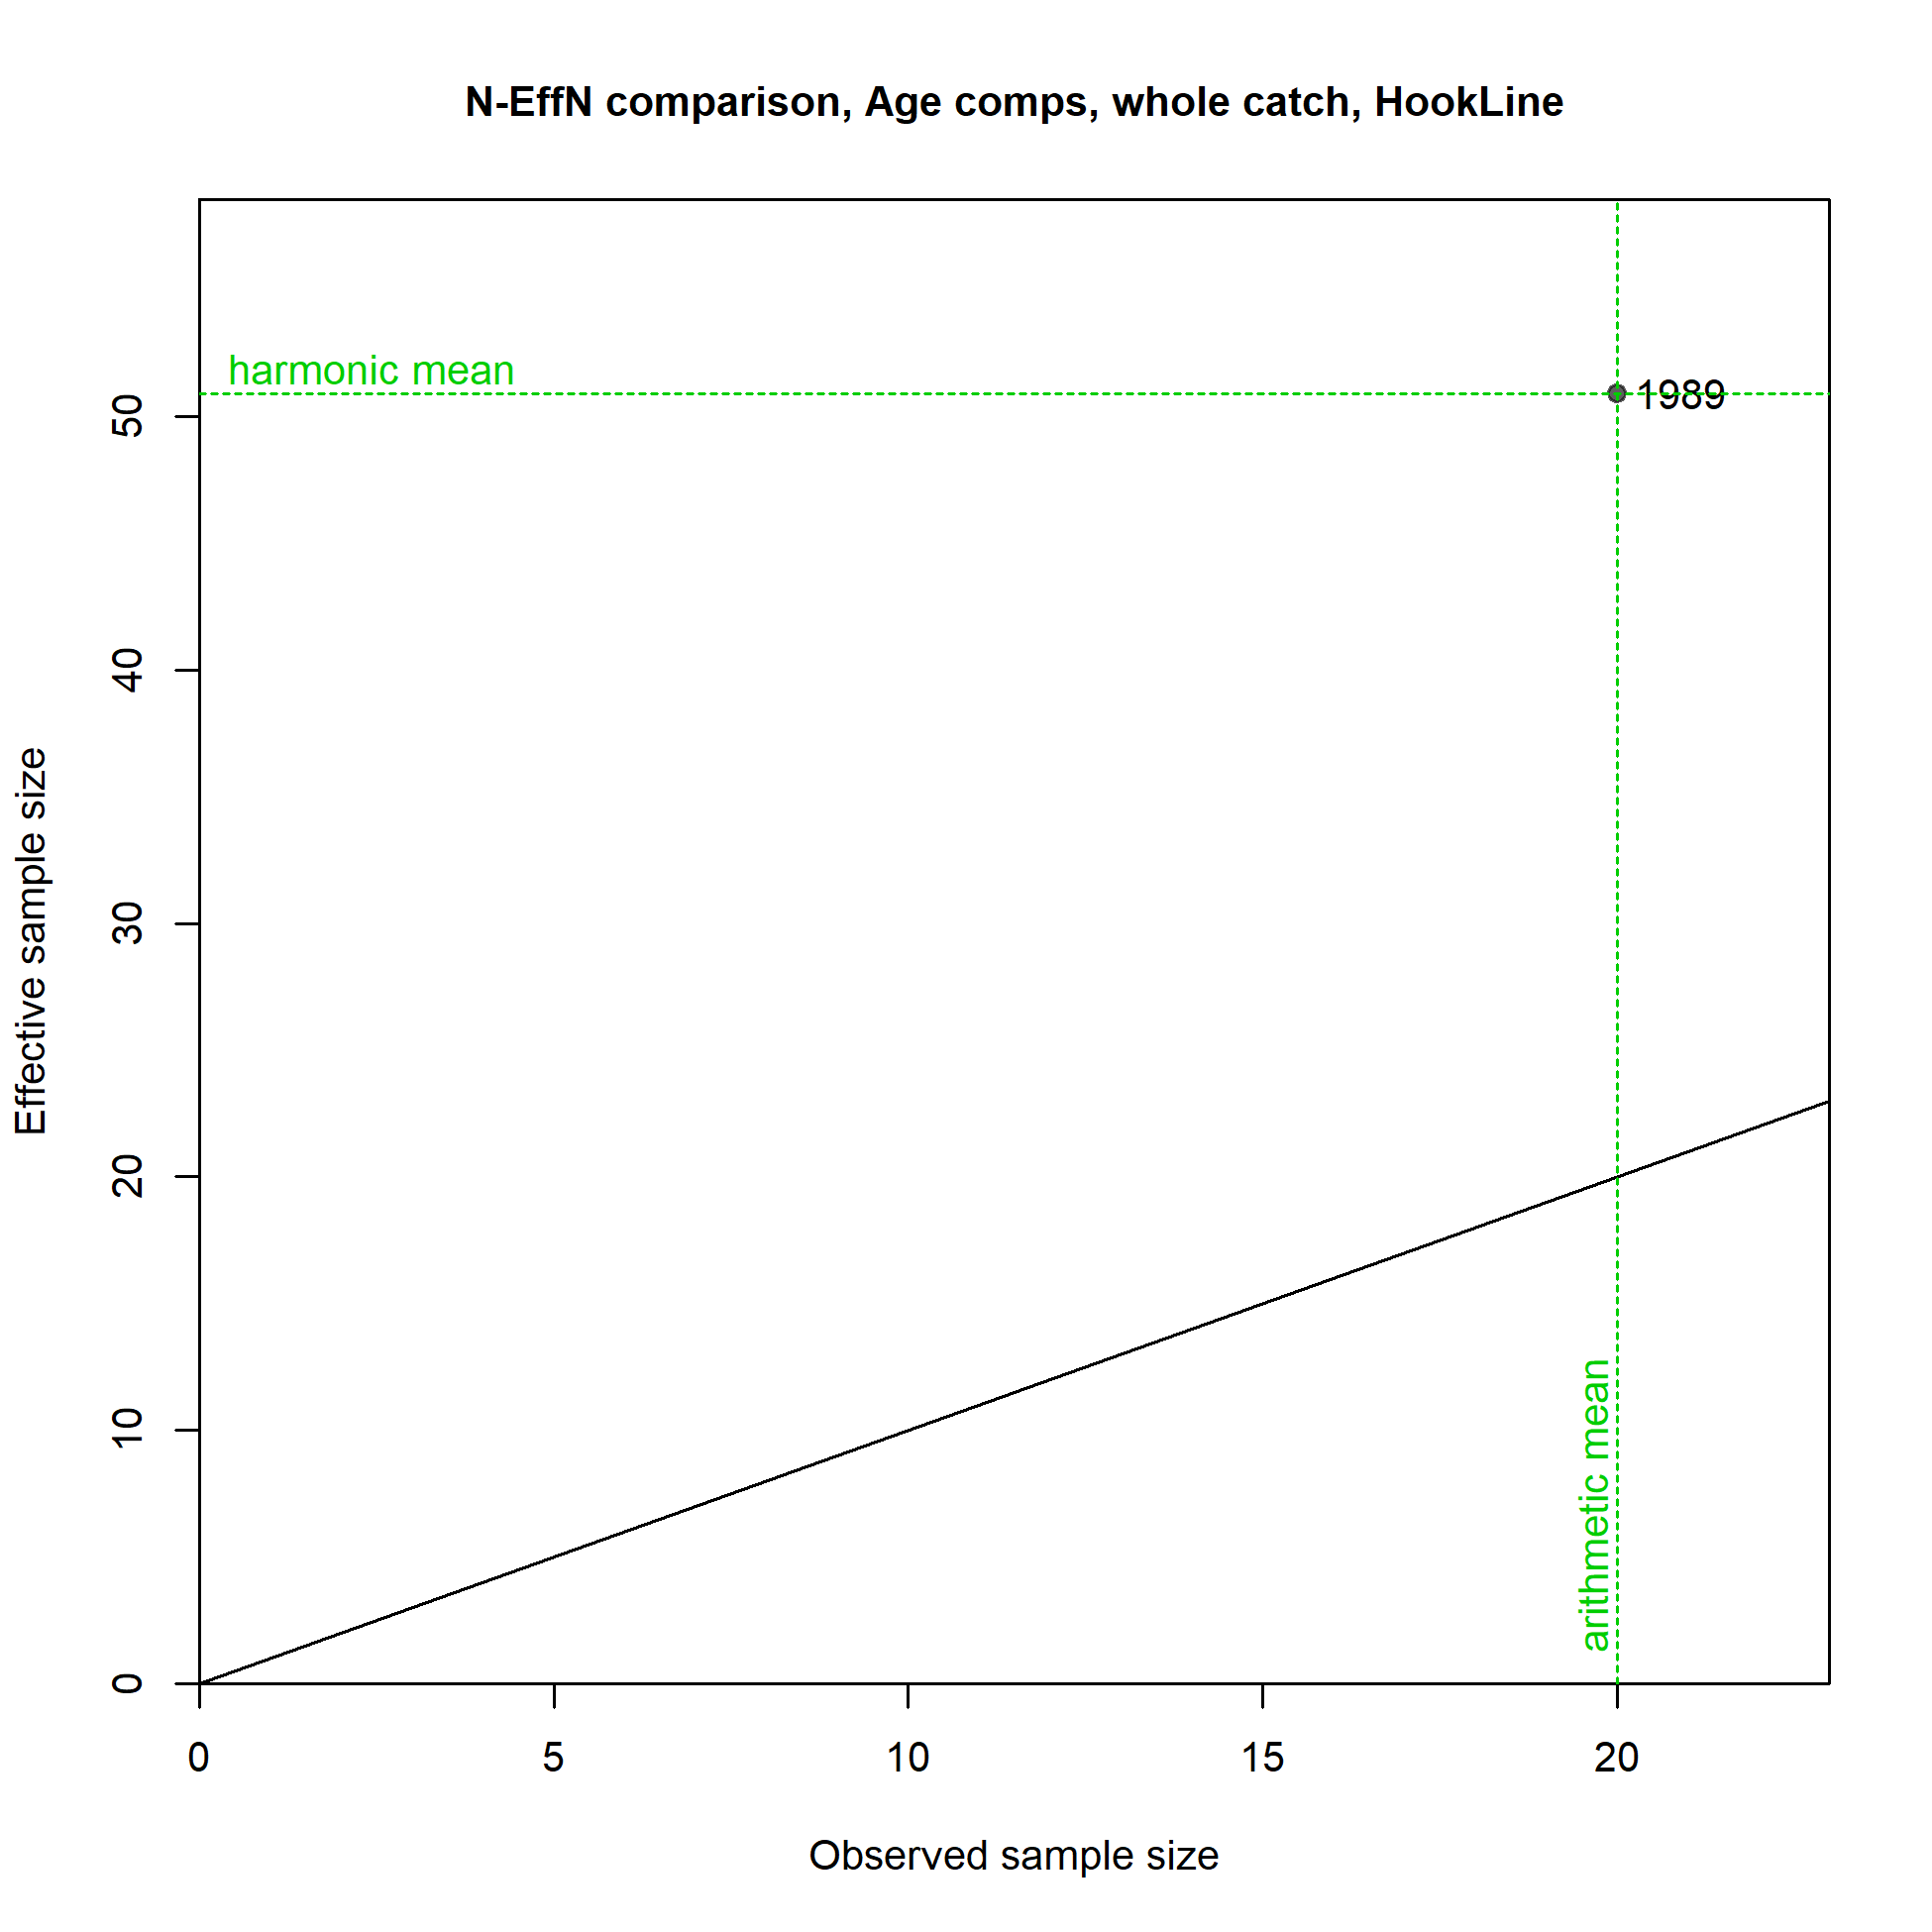 N-EffN comparison, Age comps, whole catch, HookLine
harmonic mean
1989
50
40
30
20
10
0
Effective sample size
arithmetic mean
0 5 10 15 20
Observed sample size